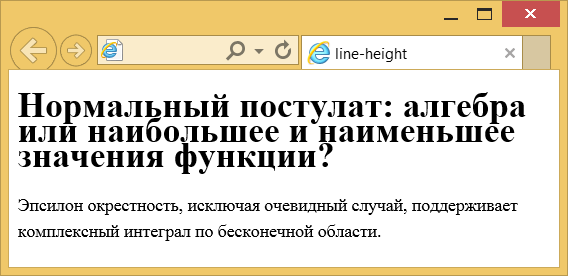 line-height
Нормальный постулат: алгебра
или наибольшее и наименьшее
значения функции?
Эпсилон окрестность, исключая очевидный случай, поддерживает
комплексный интеграл по бесконечной области.